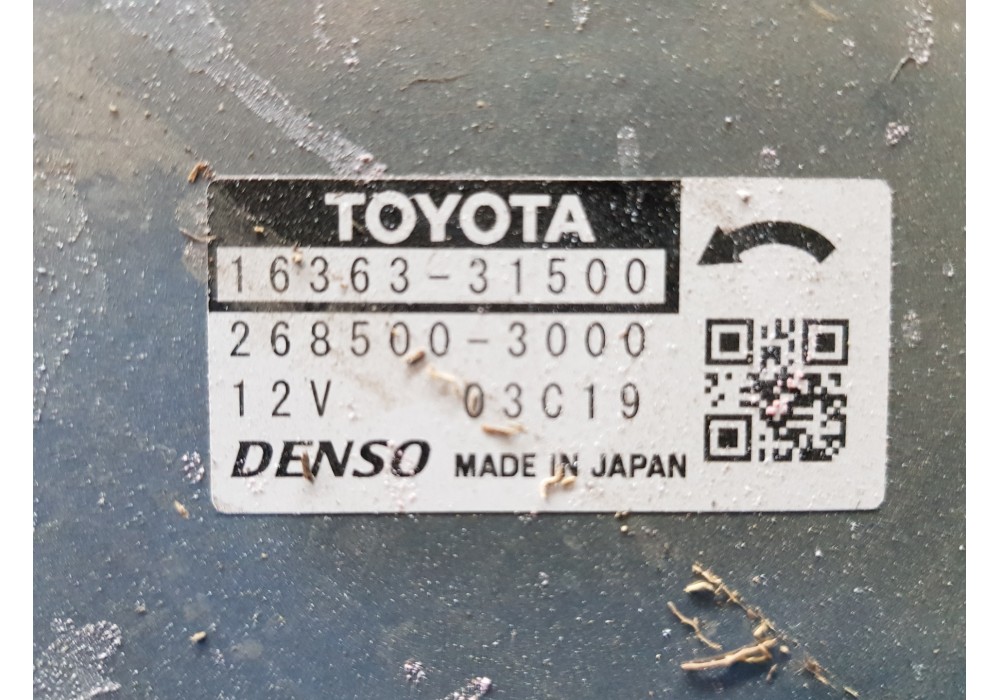 TOYOTA
16363-31500
268500-3000
12V 03C19
DENSO MADE IN JAPAN